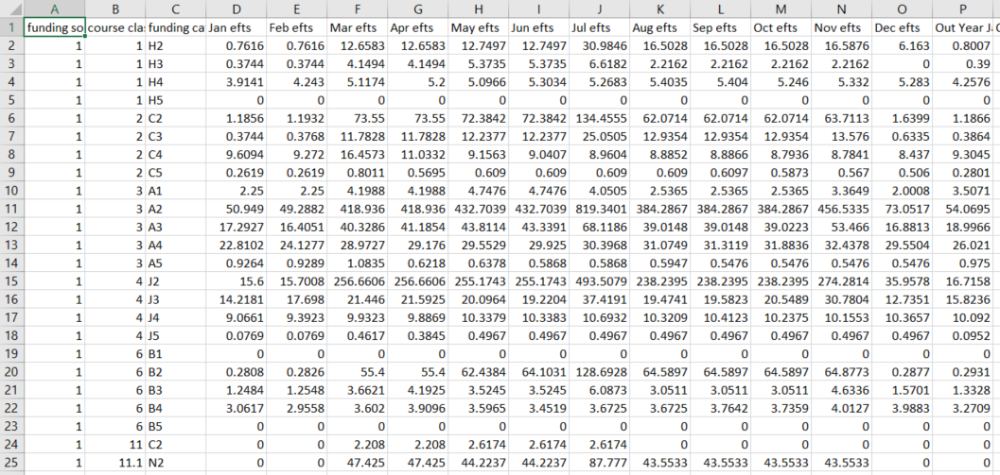 A B C D E F G H I J K L M N O P
1 funding so course clas funding ca Jan efts Feb efts Mar efts Apr efts May efts Jun efts Jul efts Aug efts Sep efts Oct efts Nov efts Dec efts Out Year J
2 1 1 H2 0.7616 0.7616 12.6583 12.6583 12.7497 12.7497 30.9846 16.5028 16.5028 16.5028 16.5876 6.163 0.8007
3 1 1 H3 0.3744 0.3744 4.1494 4.1494 5.3735 5.3735 6.6182 2.2162 2.2162 2.2162 2.2162 0 0.39
4 1 1 H4 3.9141 4.243 5.1174 5.2 5.0966 5.3034 5.2683 5.4035 5.404 5.246 5.332 5.283 4.2576
5 1 1 H5 0 0 0 0 0 0 0 0 0 0 0 0 0
6 1 2 C2 1.1856 1.1932 73.55 73.55 72.3842 72.3842 134.4555 62.0714 62.0714 62.0714 63.7113 1.6399 1.1866
7 1 2 C3 0.3744 0.3768 11.7828 11.7828 12.2377 12.2377 25.0505 12.9354 12.9354 12.9354 13.576 0.6335 0.3864
8 1 2 C4 9.6094 9.272 16.4573 11.0332 9.1563 9.0407 8.9604 8.8852 8.8866 8.7936 8.7841 8.437 9.3045
9 1 2 C5 0.2619 0.2619 0.8011 0.5695 0.609 0.609 0.609 0.609 0.6097 0.5873 0.567 0.506 0.2801
10 1 3 A1 2.25 2.25 4.1988 4.1988 4.7476 4.7476 4.0505 2.5365 2.5365 2.5365 3.3649 2.0008 3.5071
11 1 3 A2 50.949 49.2882 418.936 418.936 432.7039 432.7039 819.3401 384.2867 384.2867 384.2867 456.5335 73.0517 54.0695
12 1 3 A3 17.2927 16.4051 40.3286 41.1854 43.8114 43.3391 68.1186 39.0148 39.0148 39.0223 53.466 16.8813 18.9966
13 1 3 A4 22.8102 24.1277 28.9727 29.176 29.5529 29.925 30.3968 31.0749 31.3119 31.8836 32.4378 29.5504 26.021
14 1 3 A5 0.9264 0.9289 1.0835 0.6218 0.6378 0.5868 0.5868 0.5947 0.5476 0.5476 0.5476 0.5476 0.975
15 1 4 J2 15.6 15.7008 256.6606 256.6606 255.1743 255.1743 493.5079 238.2395 238.2395 238.2395 274.2814 35.9578 16.7158
16 1 4 J3 14.2181 17.698 21.446 21.5925 20.0964 19.2204 37.4191 19.4741 19.5823 20.5489 30.7804 12.7351 15.8236
17 1 4 J4 9.0661 9.3923 9.9323 9.8869 10.3379 10.3383 10.6932 10.3209 10.4123 10.2375 10.1553 10.3657 10.092
18 1 4 J5 0.0769 0.0769 0.4617 0.3845 0.4967 0.4967 0.4967 0.4967 0.4967 0.4967 0.4967 0.4967 0.0952
19 1 6 B1 0 0 0 0 0 0 0 0 0 0 0 0 0
20 1 6 B2 0.2808 0.2826 55.4 55.4 62.4384 64.1031 128.6928 64.5897 64.5897 64.5897 64.8773 0.2877 0.2931
21 1 6 B3 1.2484 1.2548 3.6621 4.1925 3.5245 3.5245 6.0873 3.0511 3.0511 3.0511 4.6336 1.5701 1.3328
22 1 6 B4 3.0617 2.9558 3.602 3.9096 3.5965 3.4519 3.6725 3.6725 3.7642 3.7359 4.0127 3.9883 3.2709
23 1 6 B5 0 0 0 0 0 0 0 0 0 0 0 0 0
24 1 11 C2 0 0 2.208 2.208 2.6174 2.6174 2.6174 0 0 0 0 0 0
25 1 11.1 N2 0 0 47.425 47.425 44.2237 44.2237 87.777 43.5533 43.5533 43.5533 43.5533 0 0